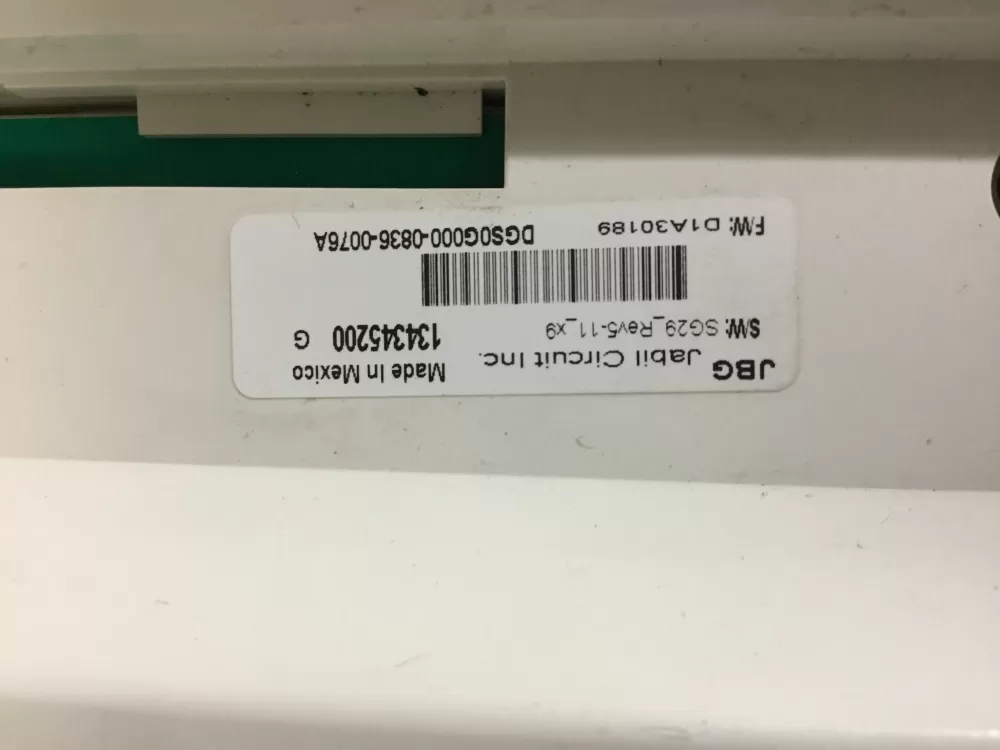 JBG Jabil Circuit Inc. Made In Mexico
S/W: SG29_Rev5-11_x9 134345200 G
F/W: D1A30189 DGS0G000-0836-0076A